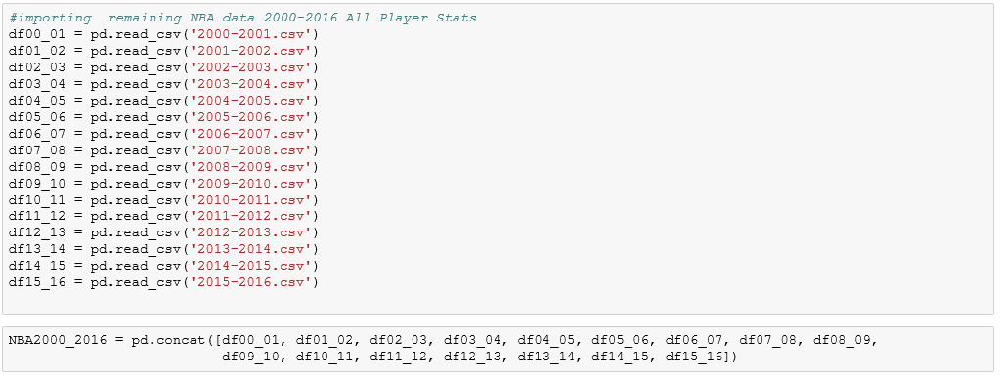 #importing  remaining NBA data 2000-2016 All Player Stats
df00_01 = pd.read_csv('2000-2001.csv')
df01_02 = pd.read_csv('2001-2002.csv')
df02_03 = pd.read_csv('2002-2003.csv')
df03_04 = pd.read_csv('2003-2004.csv')
df04_05 = pd.read_csv('2004-2005.csv')
df05_06 = pd.read_csv('2005-2006.csv')
df06_07 = pd.read_csv('2006-2007.csv')
df07_08 = pd.read_csv('2007-2008.csv')
df08_09 = pd.read_csv('2008-2009.csv')
df09_10 = pd.read_csv('2009-2010.csv')
df10_11 = pd.read_csv('2010-2011.csv')
df11_12 = pd.read_csv('2011-2012.csv')
df12_13 = pd.read_csv('2012-2013.csv')
df13_14 = pd.read_csv('2013-2014.csv')
df14_15 = pd.read_csv('2014-2015.csv')
df15_16 = pd.read_csv('2015-2016.csv')
NBA2000_2016 = pd.concat([df00_01, df01_02, df02_03, df03_04, df04_05, df05_06, df06_07, df07_08, df08_09,
                          df09_10, df10_11, df11_12, df12_13, df13_14, df14_15, df15_16])